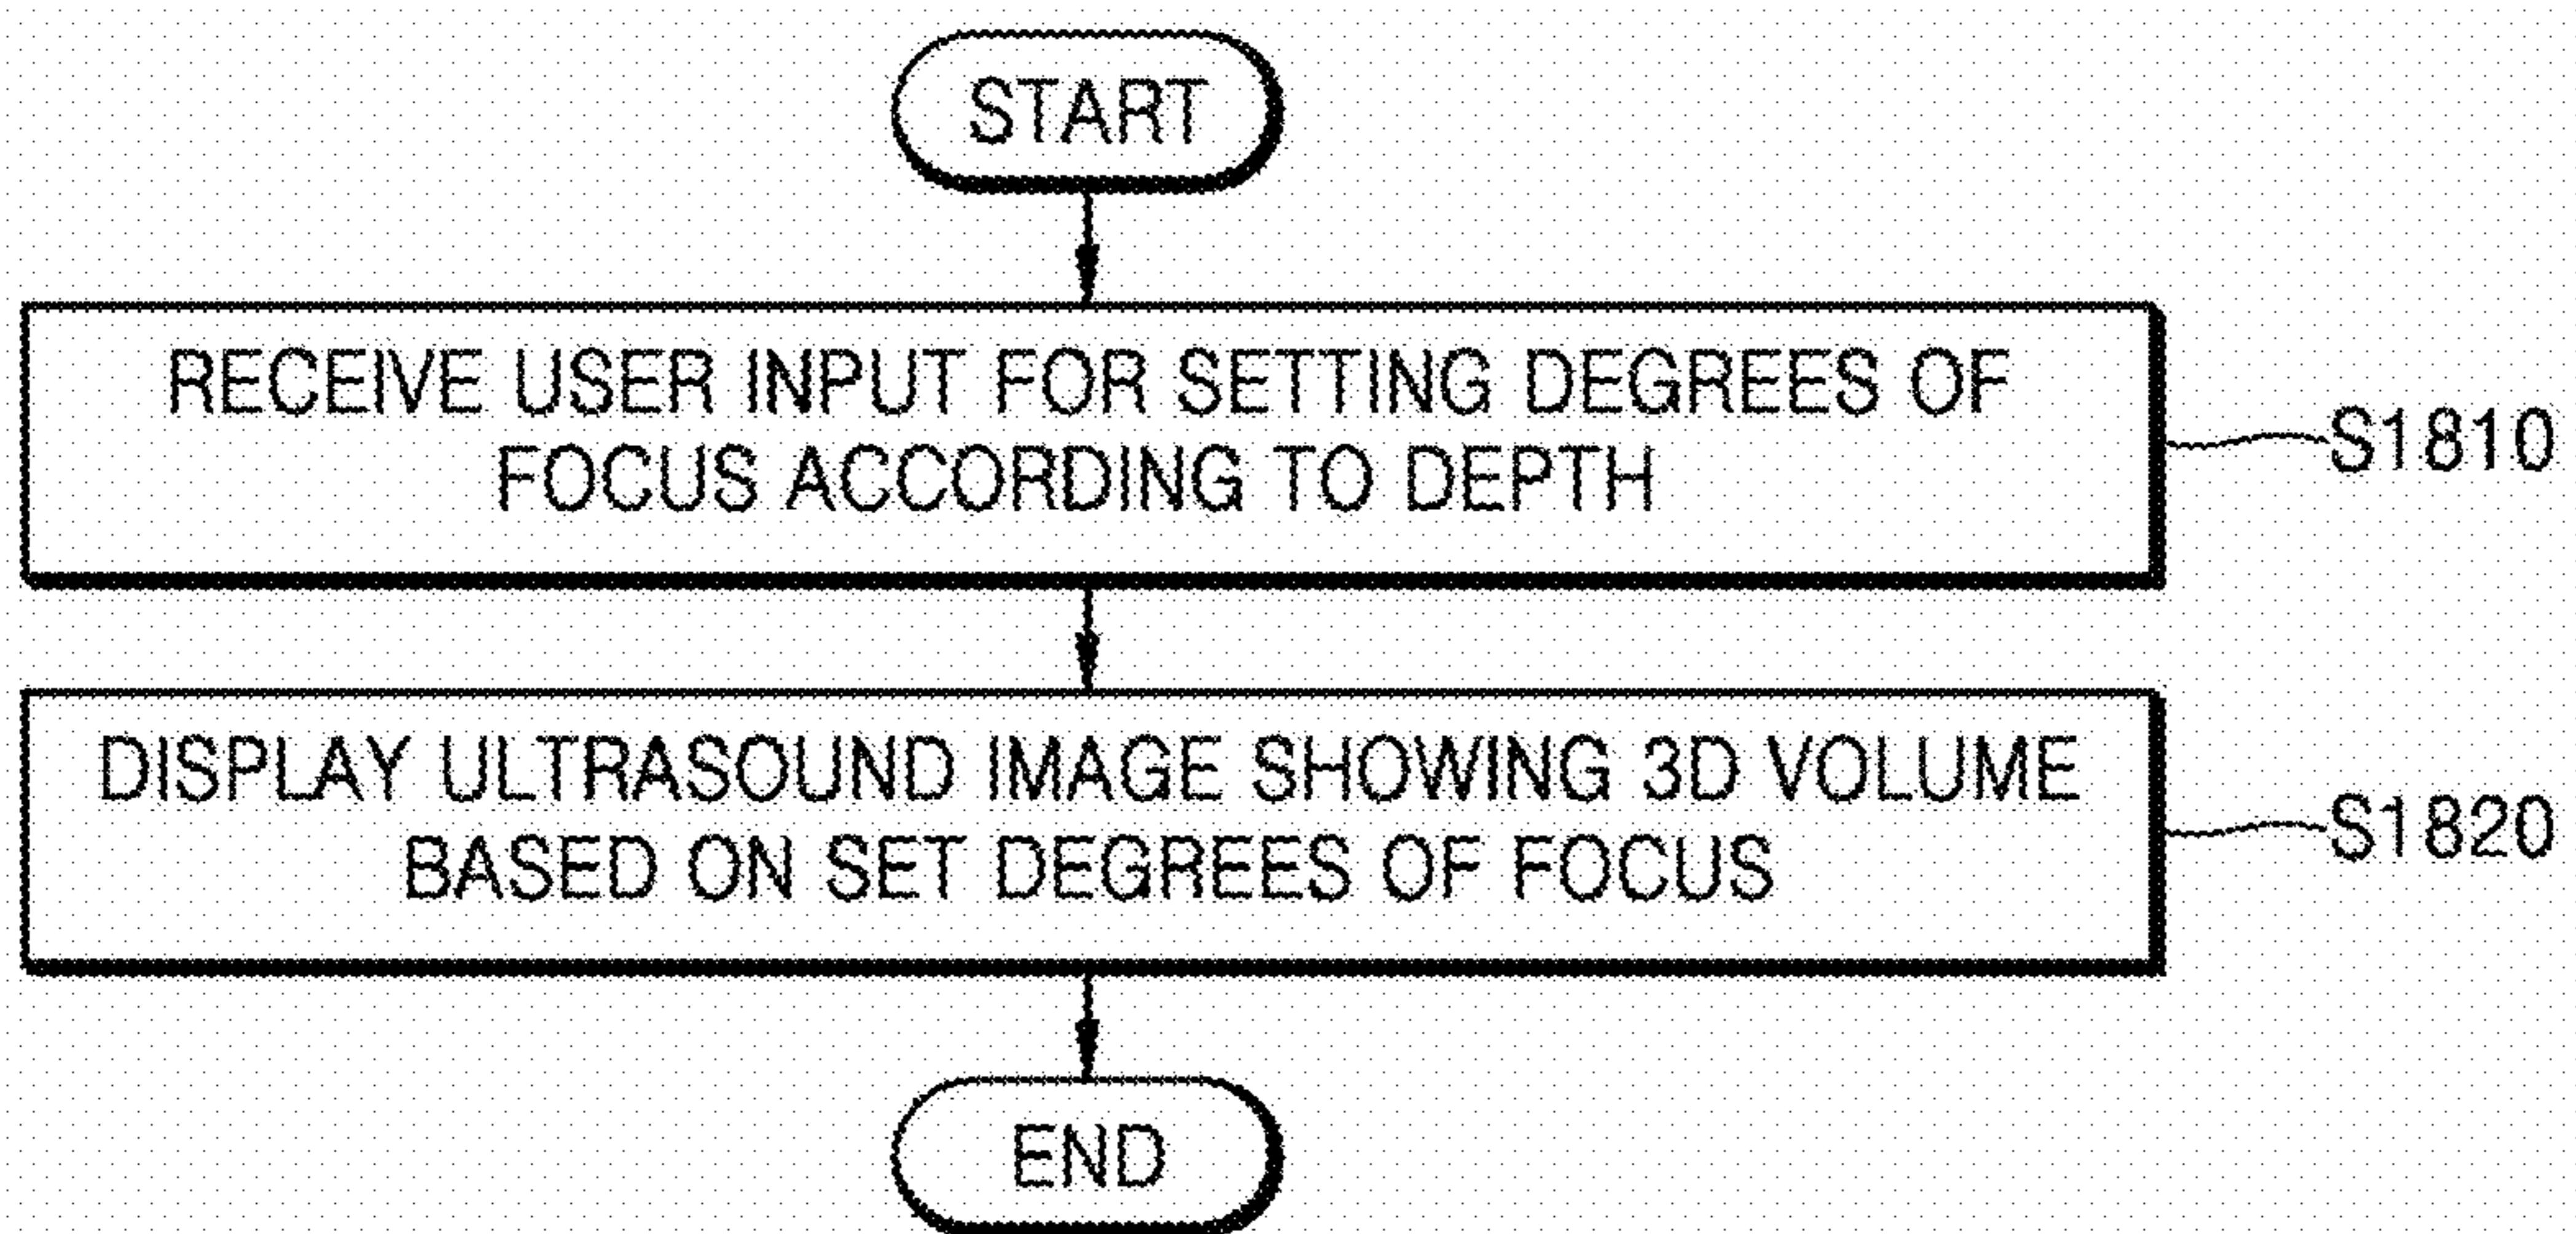 START
RECEIVE USER INPUT FOR SETTING DEGREES OF
FOCUS ACCORDING TO DEPTH
S1810
DISPLAY ULTRASOUND IMAGE SHOWING 3D VOLUME
BASED ON SET DEGREES OF FOCUS
S1820
END